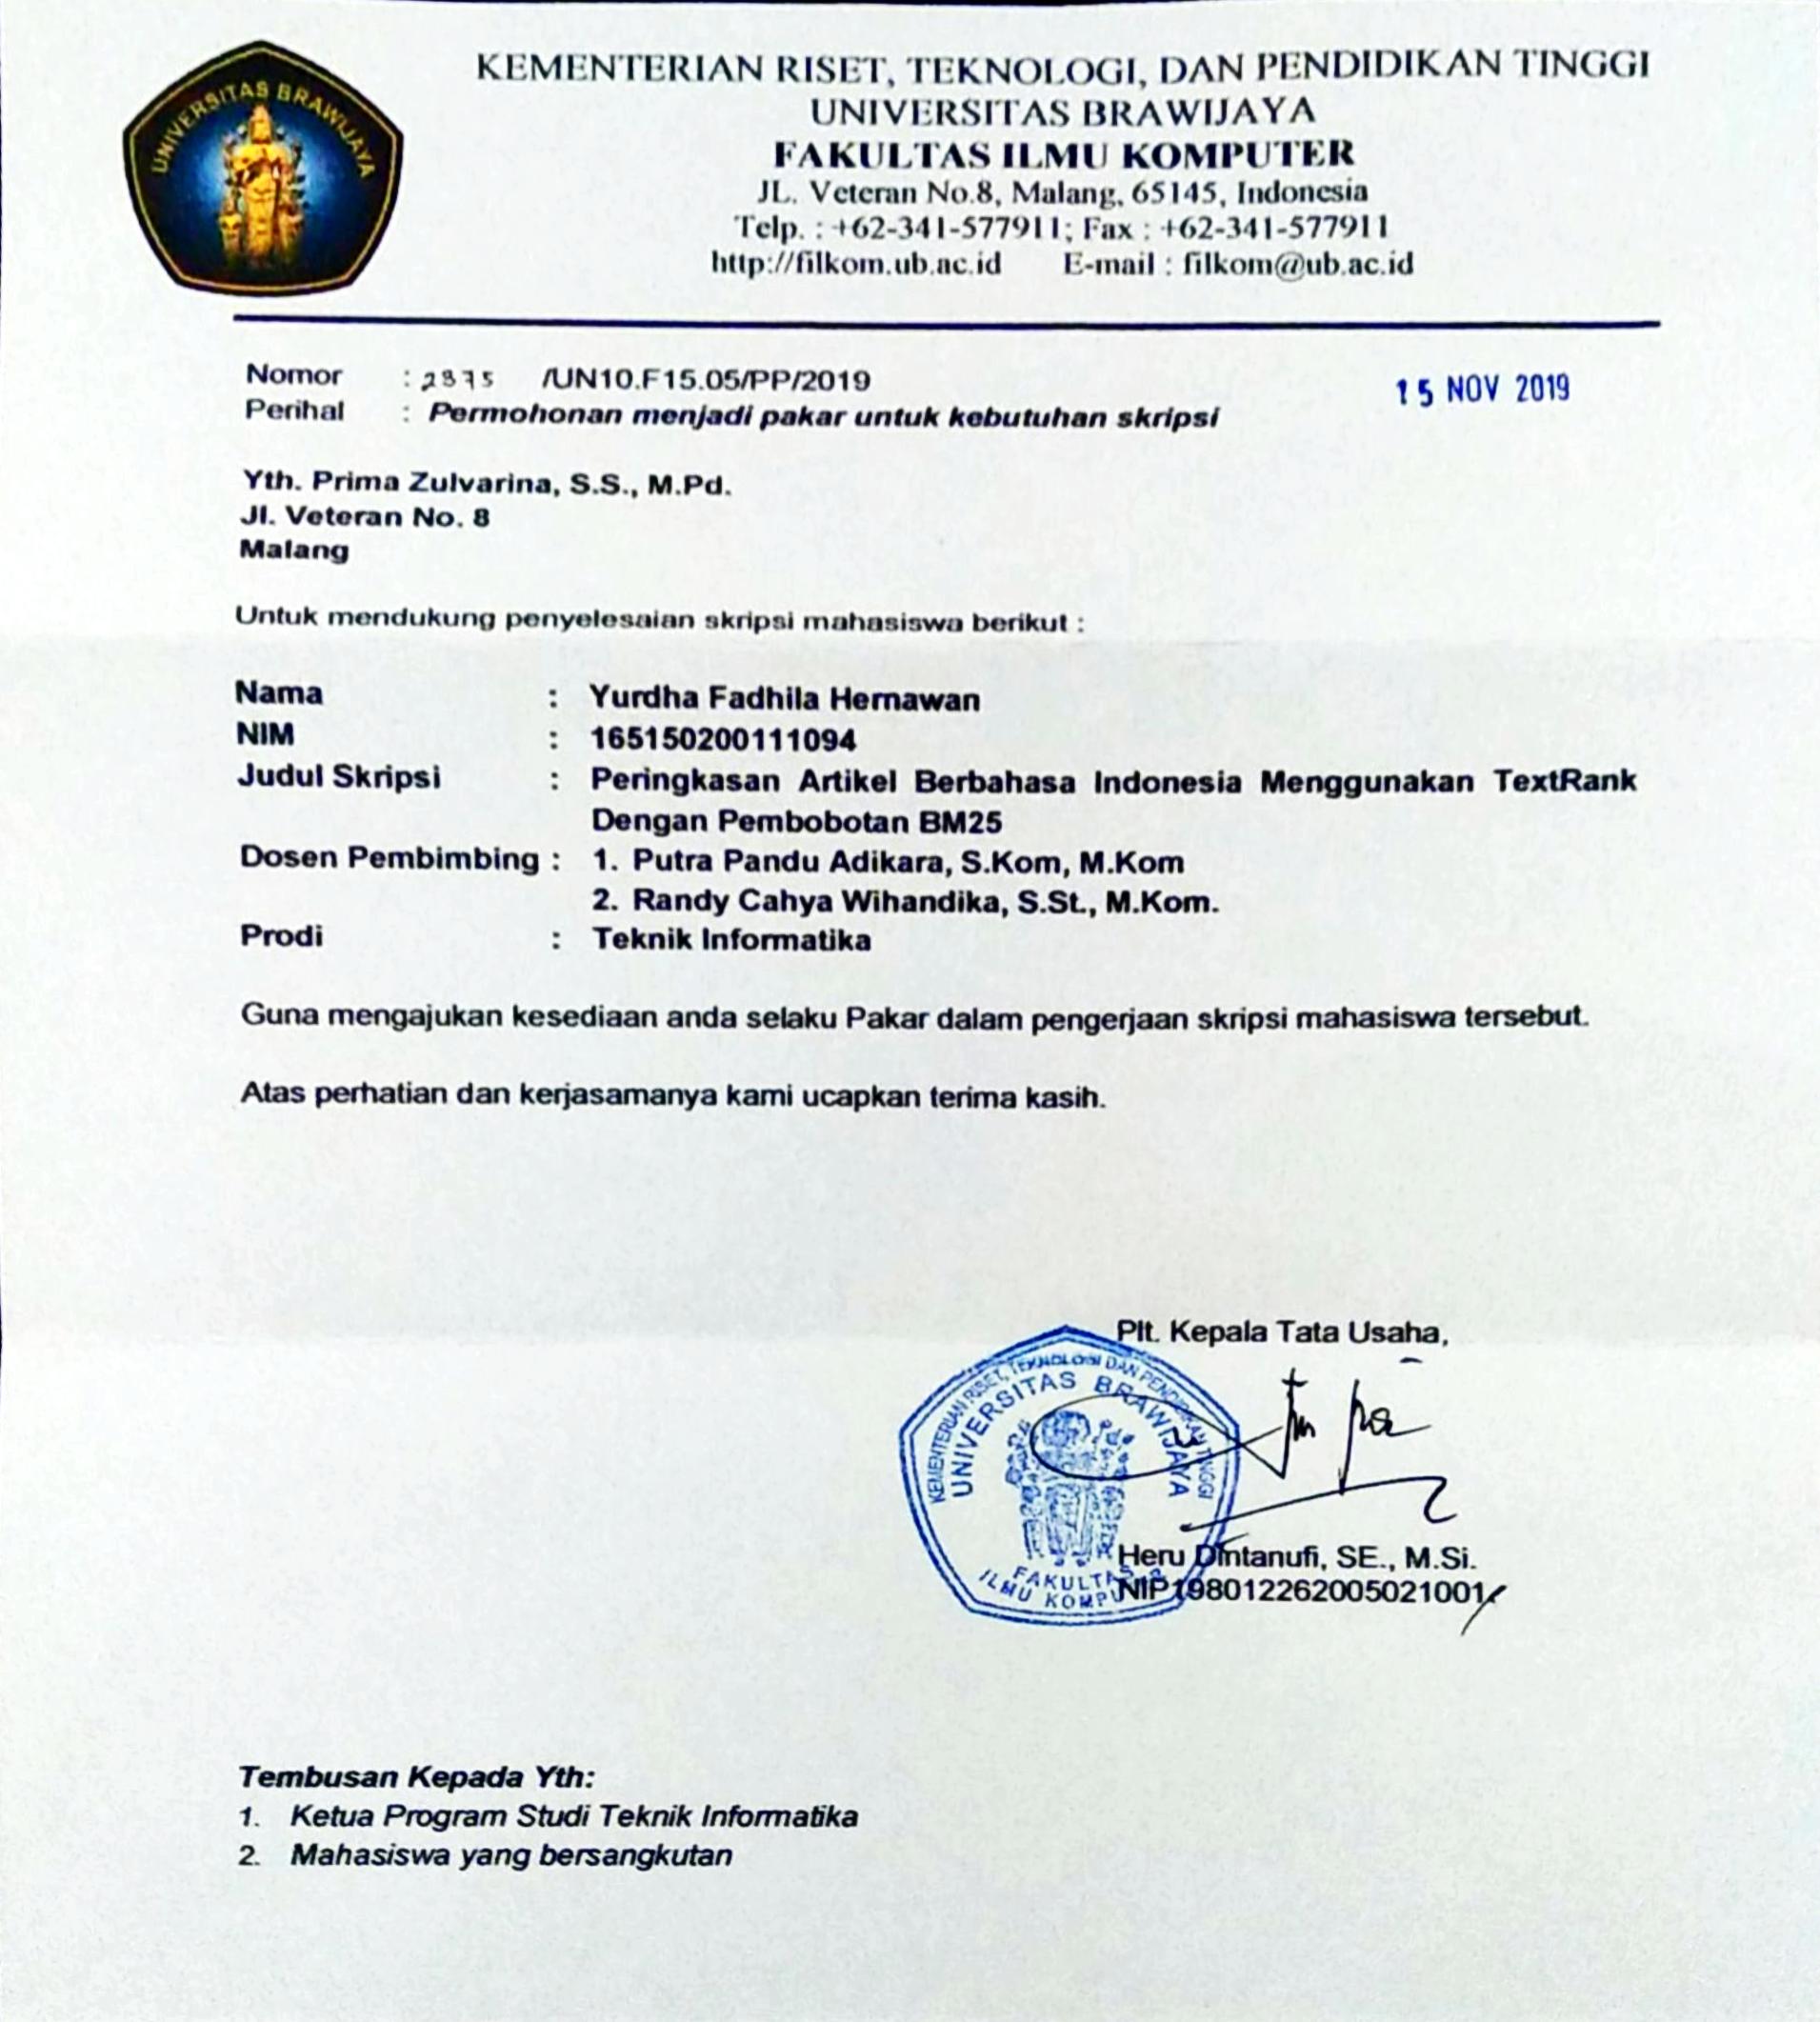 UNIVERSITAS BRAWIJAYA
KEMENTERIAN RISET, TEKNOLOGI, DAN PENDIDIKAN TINGGI
UNIVERSITAS BRAWIJAYA
FAKULTAS ILMU KOMPUTER
JL. Veteran No.8, Malang, 65145, Indonesia
Telp. : +62-341-577911; Fax : +62-341-577911
http://filkom.ub.ac.id E-mail : filkom@ub.ac.id
Nomor : /UN10.F15.05/PP/2019
15 NOV 2019
Perihal : Permohonan menjadi pakar untuk kebutuhan skripsi
Yth. Prima Zulvarina, S.S., M.Pd.
Jl. Veteran No. 8
Malang
Untuk mendukung penyelesaian skripsi mahasiswa berikut :
Nama : Yurdha Fadhila Hernawan
NIM : 165150200111094
Judul Skripsi : Peringkasan Artikel Berbahasa Indonesia Menggunakan TextRank
Dengan Pembobotan BM25
Dosen Pembimbing : 1. Putra Pandu Adikara, S.Kom, M.Kom
2. Randy Cahya Wihandika, S.St., M.Kom.
Prodi : Teknik Informatika
Guna mengajukan kesediaan anda selaku Pakar dalam pengerjaan skripsi mahasiswa tersebut.
Atas perhatian dan kerjasamanya kami ucapkan terima kasih.
Plt. Kepala Tata Usaha,
KEMENTERIAN RISET, TEKNOLOGI DAN PENDIDIKAN TINGGI
UNIVERSITAS BRAWIJAYA
FAKULTAS
ILMU KOMPUTER
Heru Dintanufi, SE., M.Si.
NIP198012262005021001
Tembusan Kepada Yth:
1. Ketua Program Studi Teknik Informatika
2. Mahasiswa yang bersangkutan